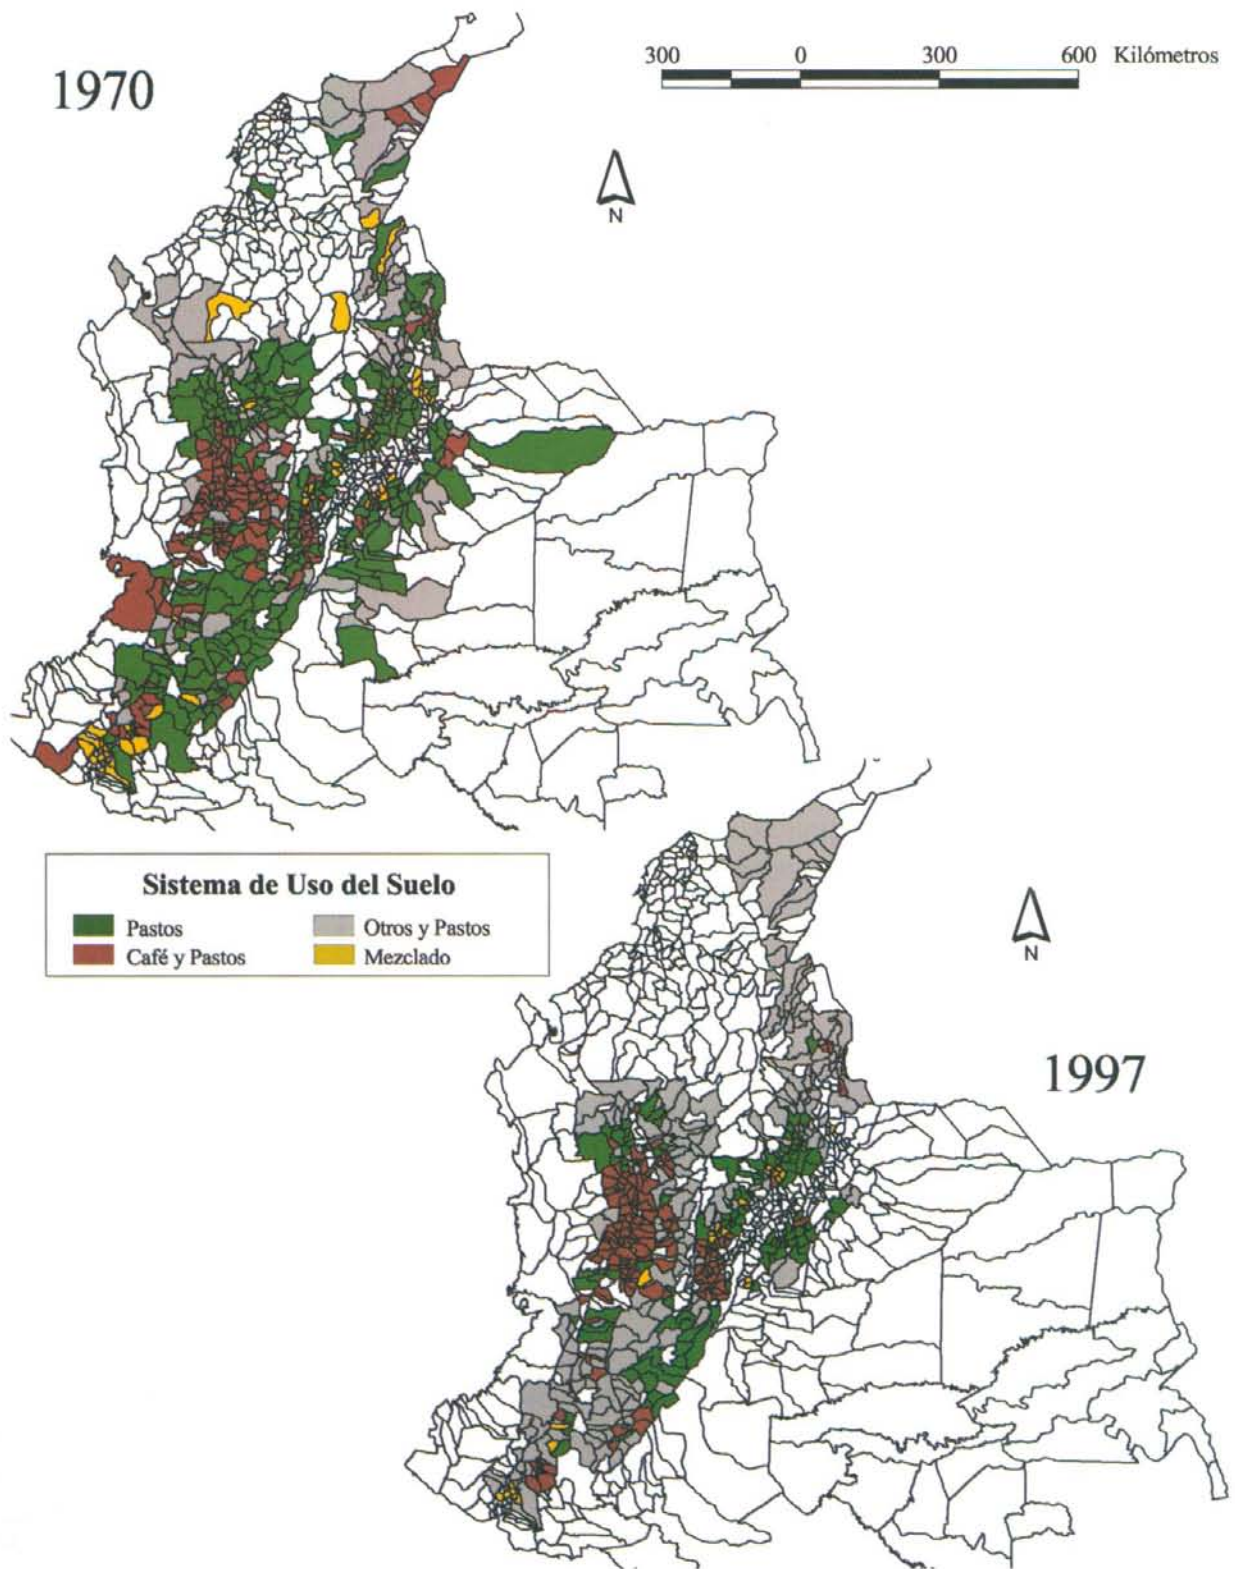 1970
300 0 300 600 Kilómetros
N
Sistema de Uso del Suelo
Pastos
Otros y Pastos
Café y Pastos
Mezclado
N
1997